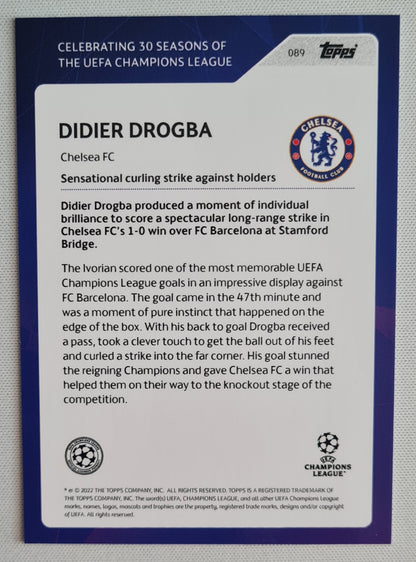 CELEBRATING 30 SEASONS OF
THE UEFA CHAMPIONS LEAGUE
089
Topps
DIDIER DROGBA
Chelsea FC
CHELSEA
FOOTBALL CLUB
Sensational curling strike against holders
Didier Drogba produced a moment of individual
brilliance to score a spectacular long-range strike in
Chelsea FC's 1-0 win over FC Barcelona at Stamford
Bridge.
The Ivorian scored one of the most memorable UEFA
Champions League goals in an impressive display against
FC Barcelona. The goal came in the 47th minute and
was a moment of pure instinct that happened on the
edge of the box. With his back to goal Drogba received
a pass, took a clever touch to get the ball out of his feet
and curled a strike into the far corner. His goal stunned
the reigning Champions and gave Chelsea FC a win that
helped them on their way to the knockout stage of the
competition.
UEFA
CHAMPIONS
LEAGUE
® © 2022 THE TOPPS COMPANY, INC. ALL RIGHTS RESERVED. TOPPS IS A REGISTERED TRADEMARK OF
THE TOPPS COMPANY, INC. The word(s) UEFA, CHAMPIONS LEAGUE, and all other UEFA Champions League
marks, names, logos, mascots and trophies are the property, registered trade marks, designs and/or copyright
of UEFA. All rights reserved.